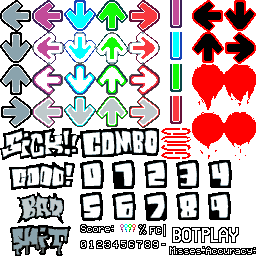 SICK!! COMBO
GOOD! 0 1 2 3 4
BAD 5 6 7 8 9
SHIT
Score: ???? % re|
0123456789- BOTPLAY
Misses-Accuracy: